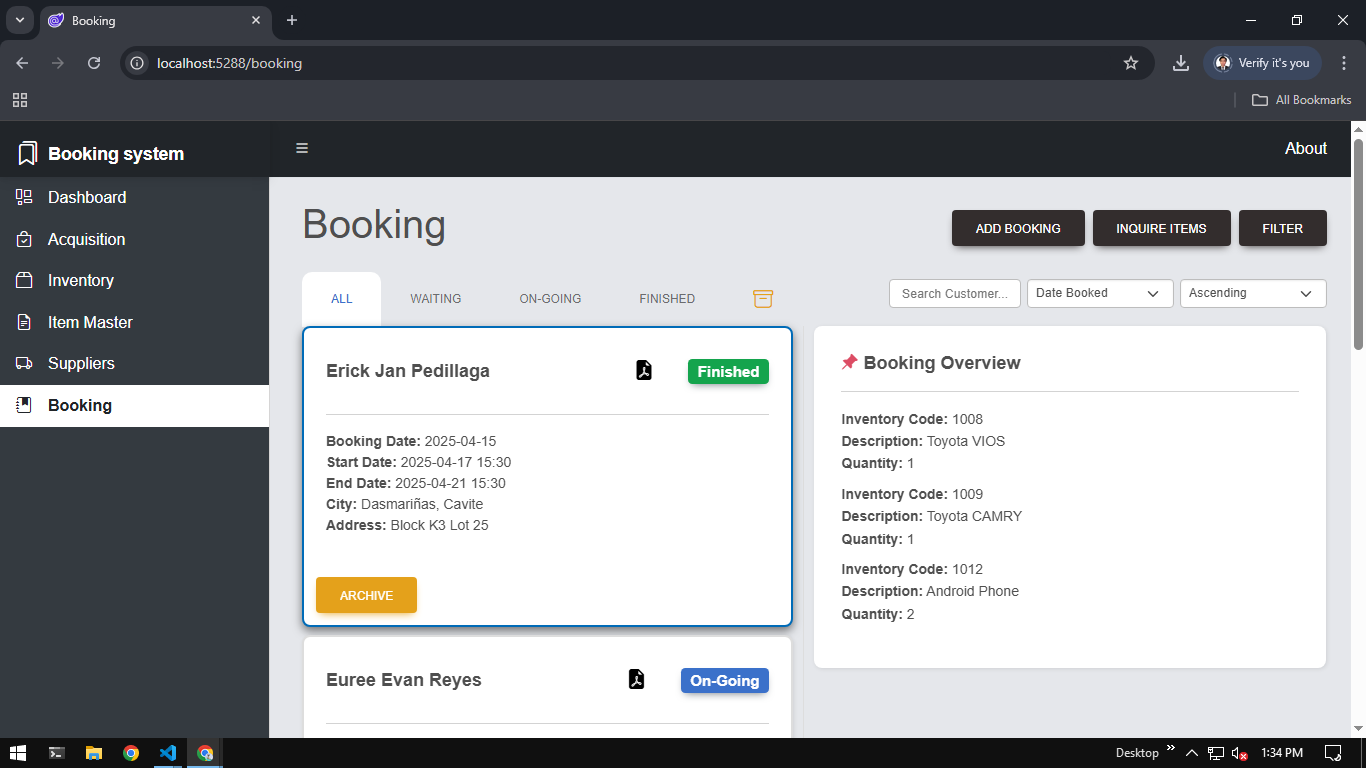 Booking
localhost:5288/booking
Verify it's you
All Bookmarks
Booking system
About
Dashboard
Acquisition
Inventory
Item Master
Suppliers
Booking
Booking
ADD BOOKING
INQUIRE ITEMS
FILTER
ALL
WAITING
ON-GOING
FINISHED
Search Customer...
Date Booked
Ascending
Erick Jan Pedillaga
Finished
Booking Date: 2025-04-15
Start Date: 2025-04-17 15:30
End Date: 2025-04-21 15:30
City: Dasmariñas, Cavite
Address: Block K3 Lot 25
ARCHIVE
Euree Evan Reyes
On-Going
Booking Overview
Inventory Code: 1008
Description: Toyota VIOS
Quantity: 1
Inventory Code: 1009
Description: Toyota CAMRY
Quantity: 1
Inventory Code: 1012
Description: Android Phone
Quantity: 2
Desktop
1:34 PM